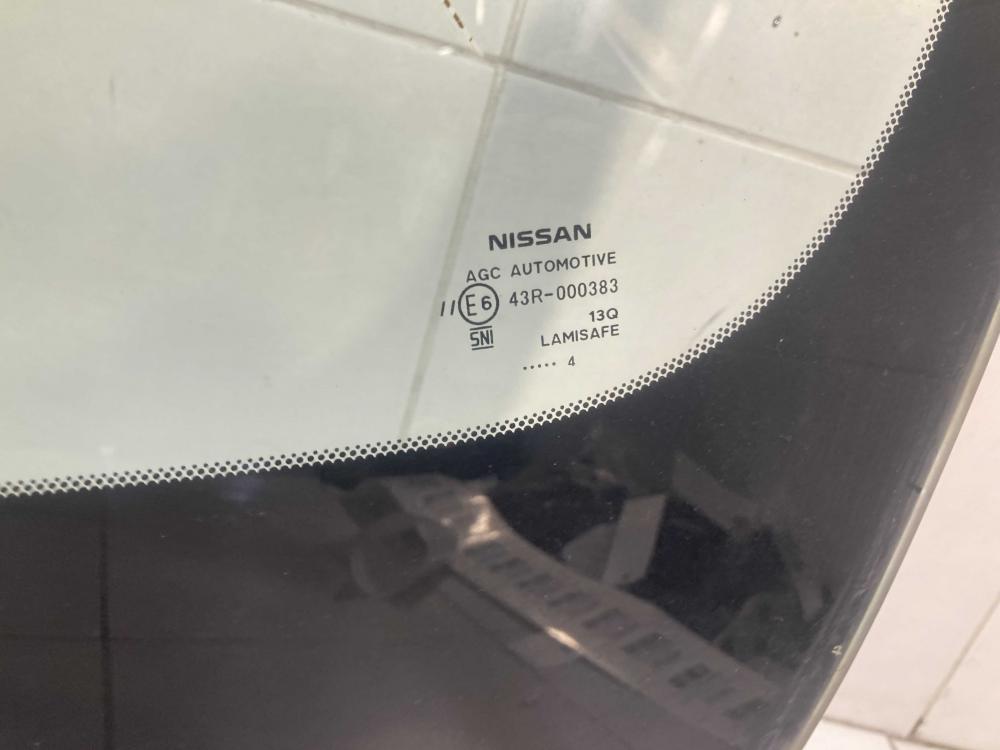 NISSAN
AGC AUTOMOTIVE
II E6 43R-000383
SNI 13Q
LAMISAFE
..... 4